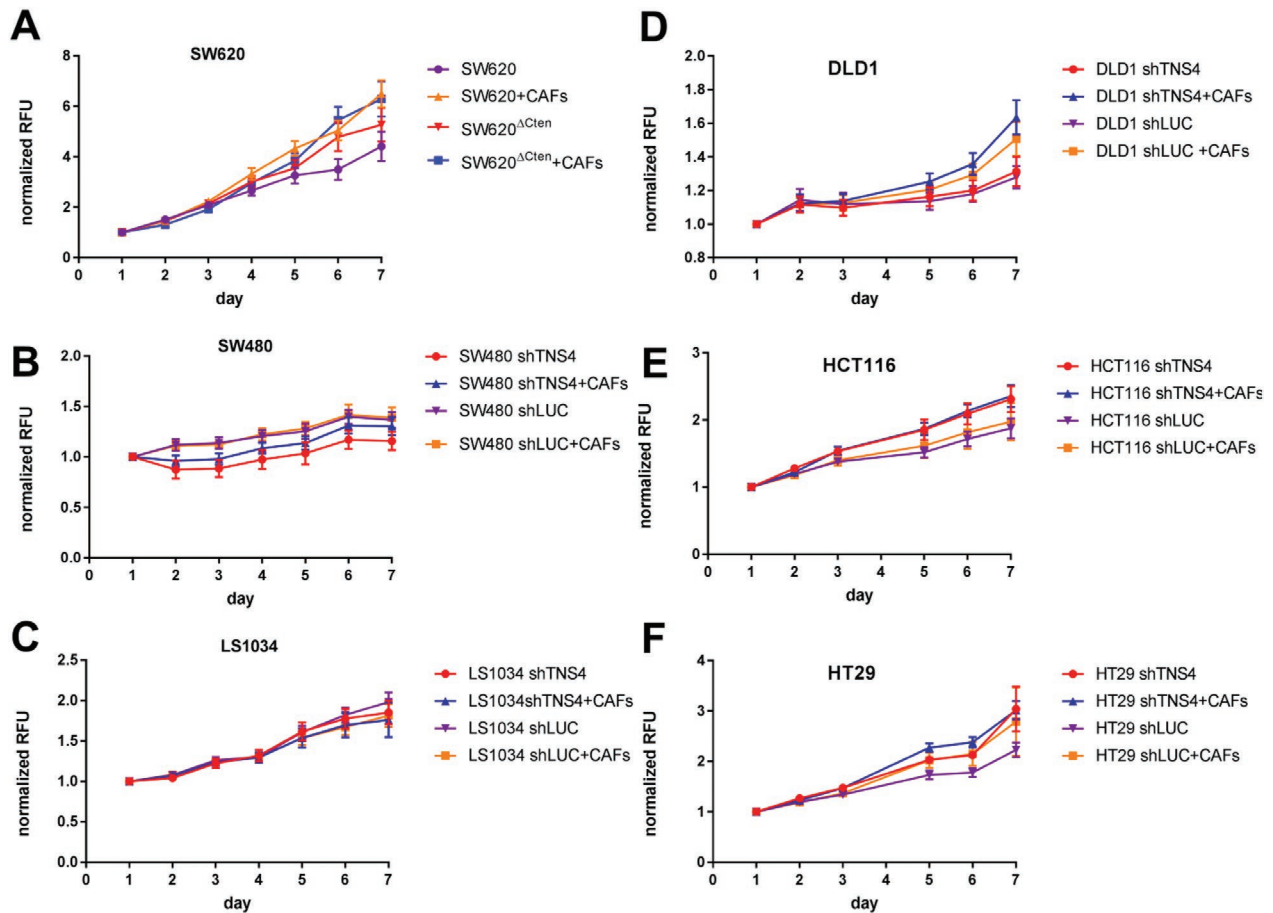 A
SW620
normalized RFU
8
6
4
2
0
0 1 2 3 4 5 6 7
day
SW620
SW620+CAFs
SW620ΔCten
SW620ΔCten+CAFs
B
SW480
normalized RFU
2.0
1.5
1.0
0.5
0.0
0 1 2 3 4 5 6 7
day
SW480 shTNS4
SW480 shTNS4+CAFs
SW480 shLUC
SW480 shLUC+CAFs
C
LS1034
normalized RFU
2.5
2.0
1.5
1.0
0.5
0.0
0 1 2 3 4 5 6 7
day
LS1034 shTNS4
LS1034shTNS4+CAFs
LS1034 shLUC
LS1034 shLUC+CAFs
D
DLD1
normalized RFU
2.0
1.8
1.6
1.4
1.2
1.0
0.8
0 1 2 3 4 5 6 7
day
DLD1 shTNS4
DLD1 shTNS4+CAFs
DLD1 shLUC
DLD1 shLUC +CAFs
E
HCT116
normalized RFU
3
2
1
0
0 1 2 3 4 5 6 7
day
HCT116 shTNS4
HCT116 shTNS4+CAFs
HCT116 shLUC
HCT116 shLUC+CAFs
F
HT29
normalized RFU
4
3
2
1
0
0 1 2 3 4 5 6 7
day
HT29 shTNS4
HT29 shTNS4+CAFs
HT29 shLUC
HT29 shLUC+CAFs